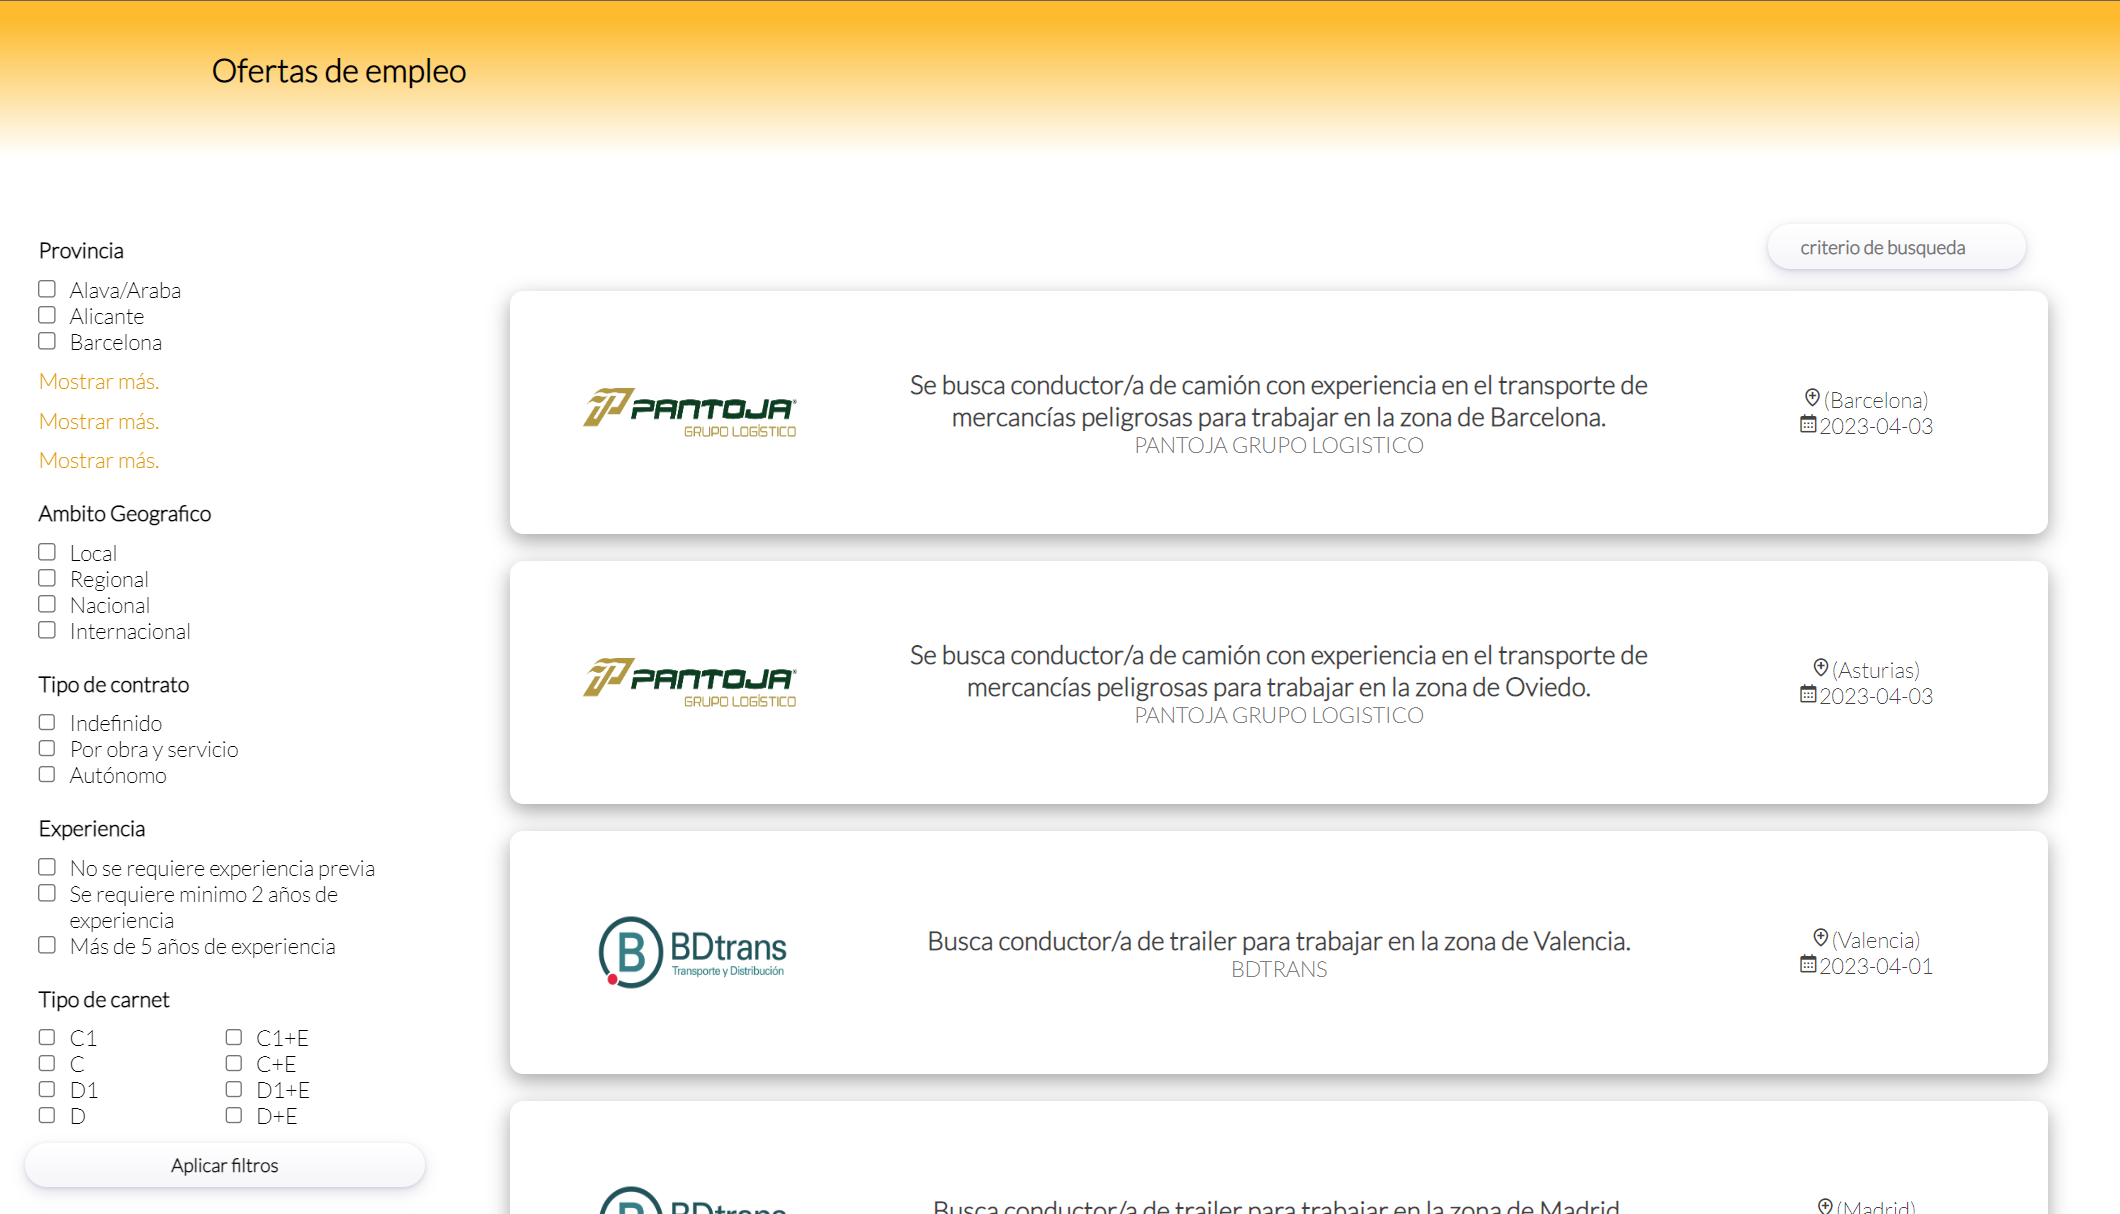 Ofertas de empleo
criterio de busqueda
Provincia
Alava/Araba
Alicante
Barcelona
Mostrar más.
Mostrar más.
Mostrar más.
Ambito Geografico
Local
Regional
Nacional
Internacional
Tipo de contrato
Indefinido
Por obra y servicio
Autónomo
Experiencia
No se requiere experiencia previa
Se requiere minimo 2 años de
experiencia
Más de 5 años de experiencia
Tipo de carnet
C1
C1+E
C
C+E
D1
D1+E
D
D+E
Aplicar filtros
PANTOJA®
GRUPO LOGÍSTICO
Se busca conductor/a de camión con experiencia en el transporte de
mercancías peligrosas para trabajar en la zona de Barcelona.
PANTOJA GRUPO LOGISTICO
(Barcelona)
2023-04-03
PANTOJA®
GRUPO LOGÍSTICO
Se busca conductor/a de camión con experiencia en el transporte de
mercancías peligrosas para trabajar en la zona de Oviedo.
PANTOJA GRUPO LOGISTICO
(Asturias)
2023-04-03
B BDtrans
Transporte y Distribución
Busca conductor/a de trailer para trabajar en la zona de Valencia.
BDTRANS
(Valencia)
2023-04-01
B BDtrans
Busca conductor/a de trailer para trabajar en la zona de Madrid
(Madrid)